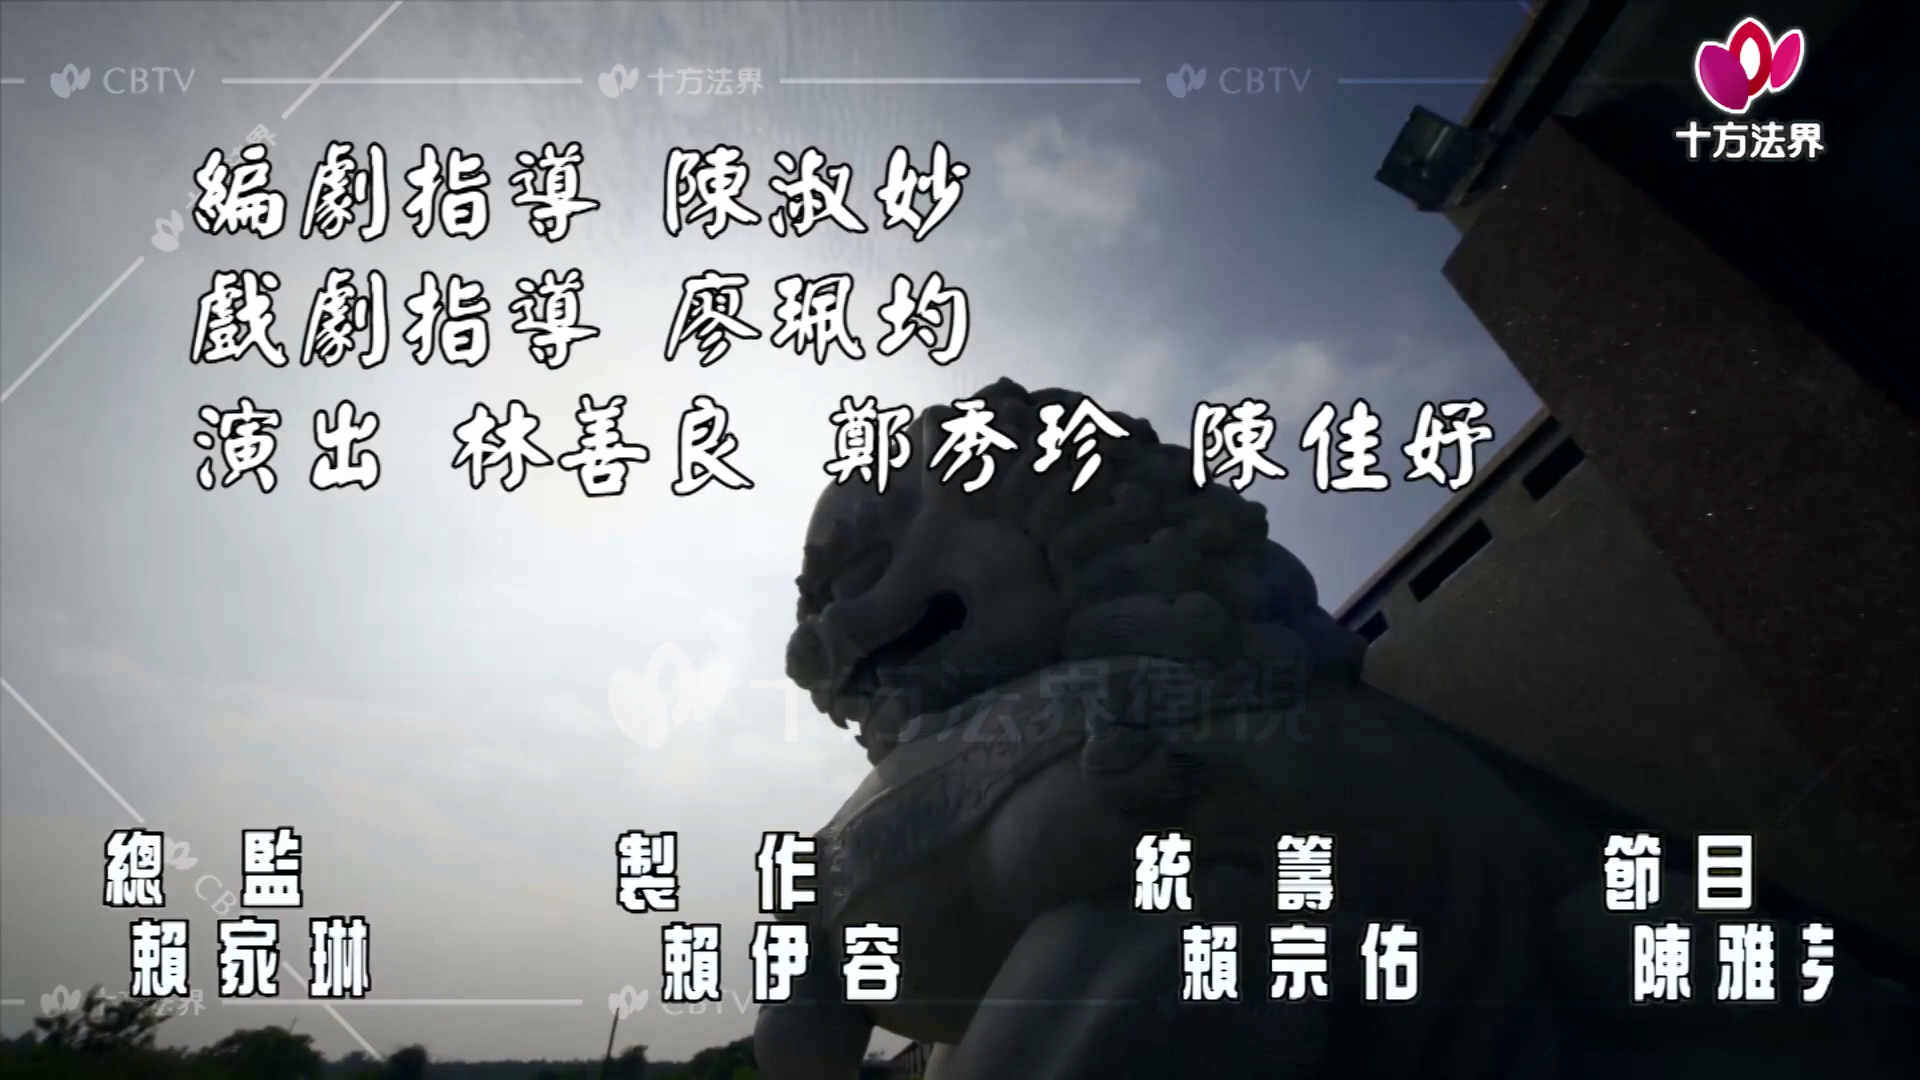 CBTV 十方法界 CBTV
十方法界
編劇指導 陳淑妙
戲劇指導 廖珮均
演出 林善良 鄭秀珍 陳佳妤
十方法界衛視
總監 製作 統籌 節目
賴家琳 賴伊容 賴宗佑 陳雅
十方法界 CBTV